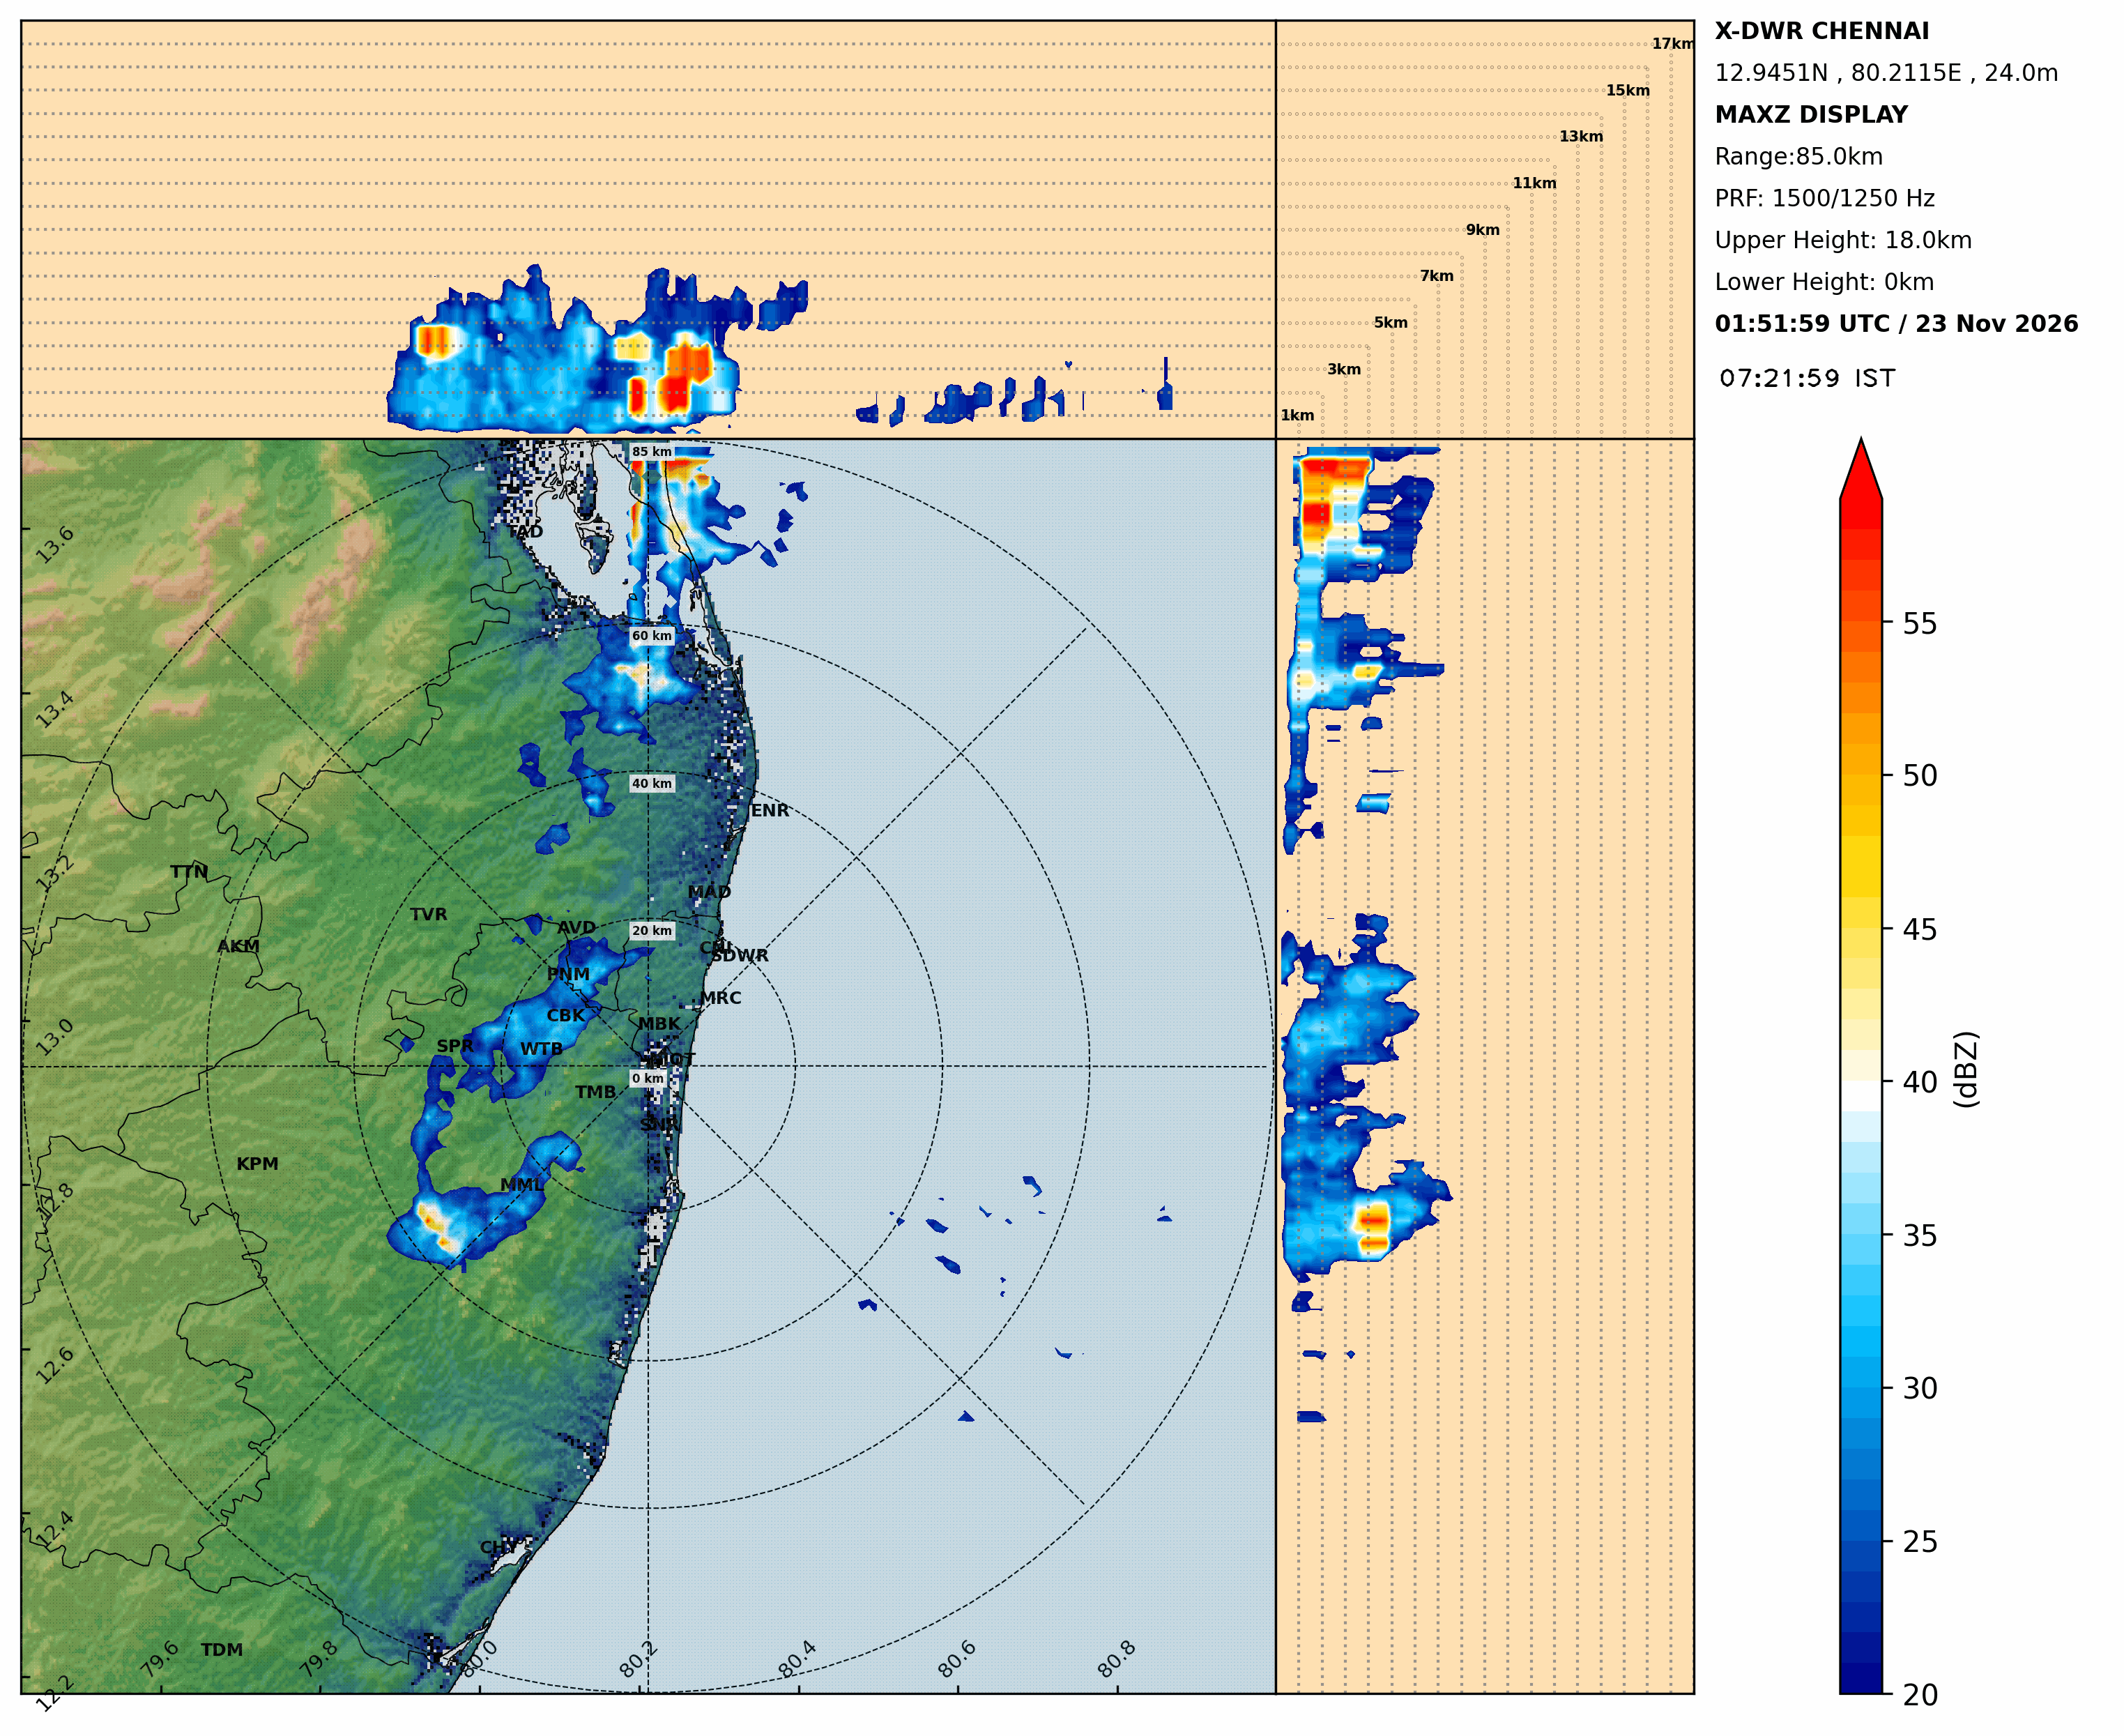 X-DWR CHENNAI
12.9451N , 80.2115E , 24.0m
MAXZ DISPLAY
Range:85.0km
PRF: 1500/1250 Hz
Upper Height: 18.0km
Lower Height: 0km
01:51:59 UTC / 23 Nov 2026
07:21:59 IST
17km
15km
13km
11km
9km
7km
5km
3km
1km
85 km
TAD
13.6
60 km
13.4
40 km
ENR
13.2
TTN
MAD
TVR
20 km
AVD
AKM
SDWR
PNM
MRC
CBK
MBK
13.0
SPR
WTB
0 km
TMB
SNR
KPM
MML
12.8
12.6
12.4
CHY
TDM
12.2
79.6
79.8
80.0
80.2
80.4
80.6
80.8
55
50
45
40
35
30
25
20
(dBZ)